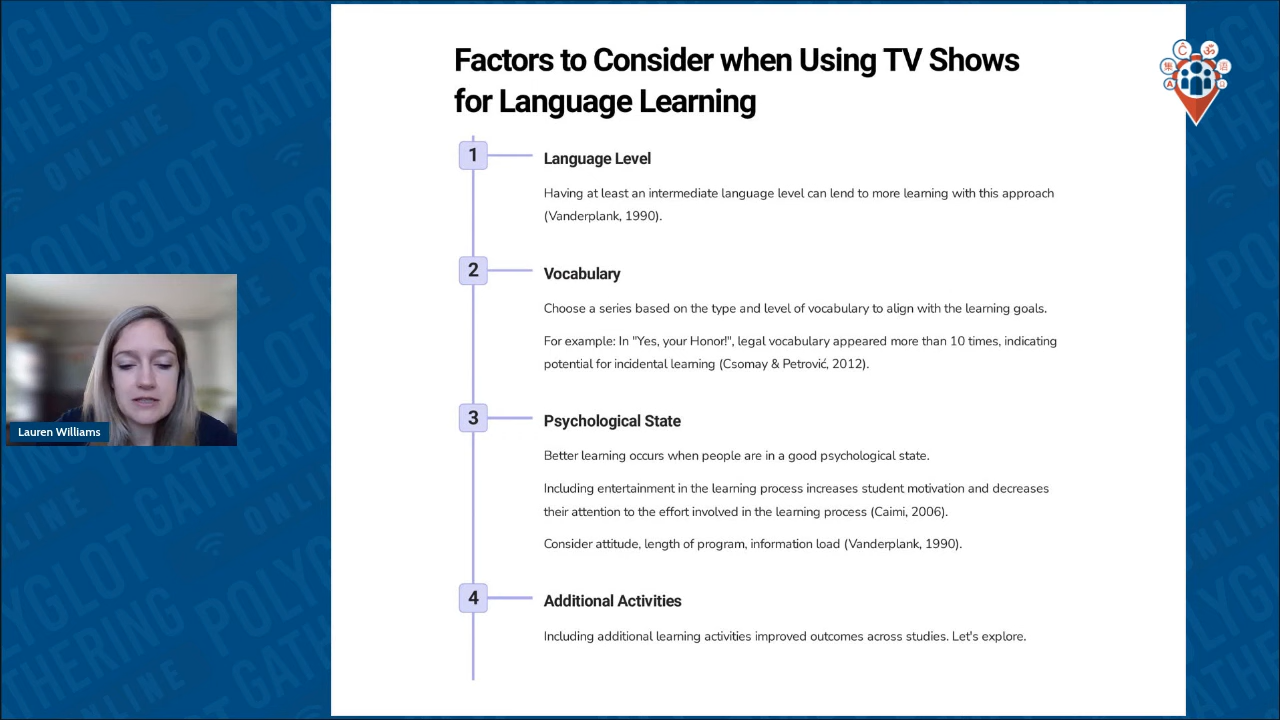 Factors to Consider when Using TV Shows
for Language Learning
1
Language Level
Having at least an intermediate language level can lend to more learning with this approach
(Vanderplank, 1990).
2
Vocabulary
Choose a series based on the type and level of vocabulary to align with the learning goals.
For example: In "Yes, your Honor!", legal vocabulary appeared more than 10 times, indicating
potential for incidental learning (Csomay & Petrović, 2012).
3
Psychological State
Better learning occurs when people are in a good psychological state.
Including entertainment in the learning process increases student motivation and decreases
their attention to the effort involved in the learning process (Caimi, 2006).
Consider attitude, length of program, information load (Vanderplank, 1990).
4
Additional Activities
Including additional learning activities improved outcomes across studies. Let's explore.
Lauren Williams
POLYGLOT
GATHERING
ONLINE
Ĉ
ॐ
集
语
A